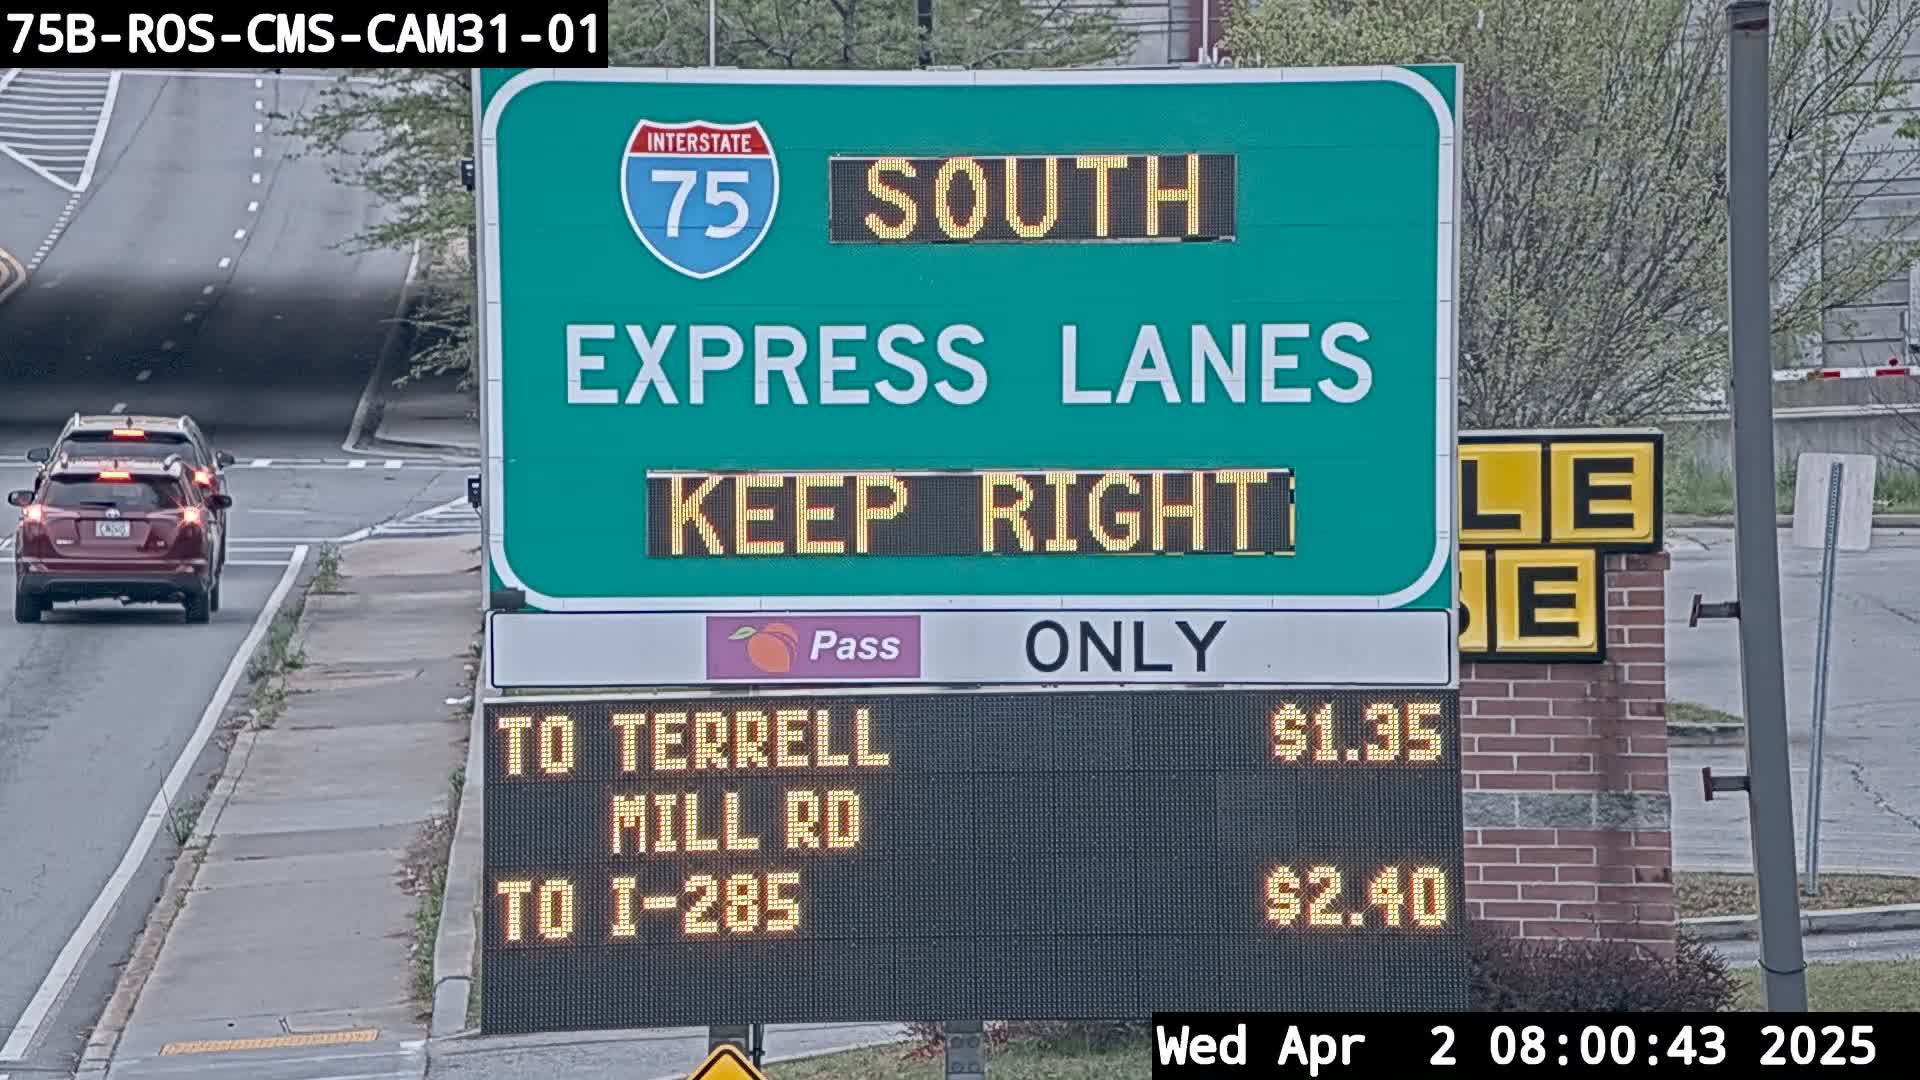 75B-ROS-CMS-CAM31-01
INTERSTATE
75
SOUTH
EXPRESS LANES
KEEP RIGHT
Pass ONLY
TO TERRELL $1.35
MILL RD
TO I-285 $2.40
LE
E
Wed Apr 2 08:00:43 2025